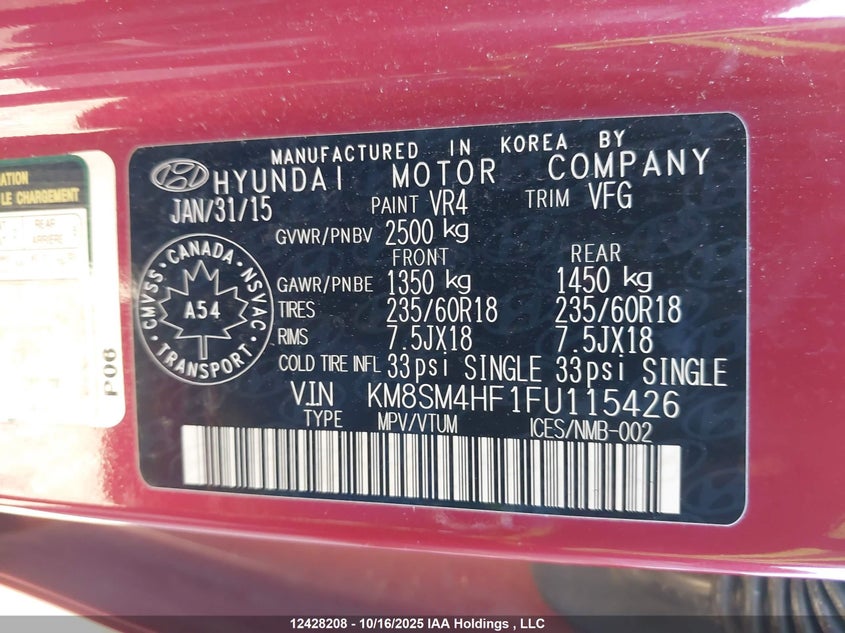 MANUFACTURED IN KOREA BY
HYUNDAI MOTOR COMPANY
JAN/31/15 PAINT VR4 TRIM VFG
GVWR/PNBV 2500 kg
FRONT REAR
GAWR/PNBE 1350 kg 1450 kg
TIRES 235/60R18 235/60R18
RIMS 7.5JX18 7.5JX18
COLD TIRE INFL 33psi SINGLE 33psi SINGLE
VIN KM8SM4HF1FU115426
TYPE MPV/VTUM ICES/NMB-002
CMVSS · CANADA · NSVAC
A54
TRANSPORT
LE CHARGEMENT
REAR
ARRIERE
P06
12428208 - 10/16/2025 IAA Holdings , LLC